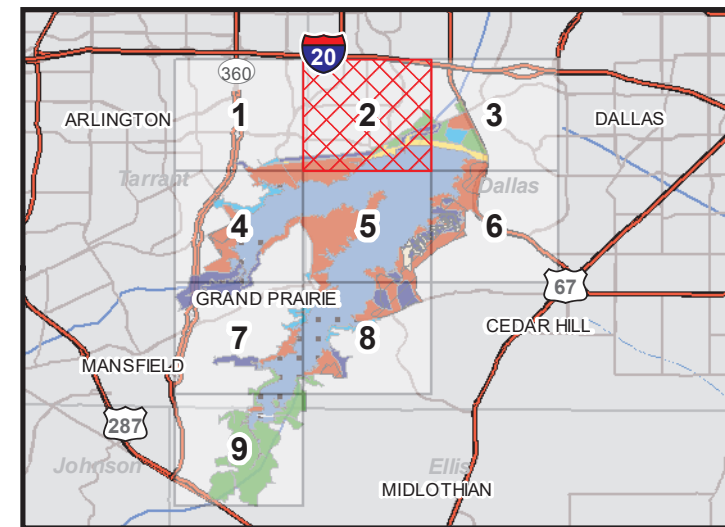 20
360
1
2
3
ARLINGTON
DALLAS
Tarrant
Dallas
4
5
6
67
GRAND PRAIRIE
CEDAR HILL
7
8
MANSFIELD
287
9
Johnson
Ellis
MIDLOTHIAN